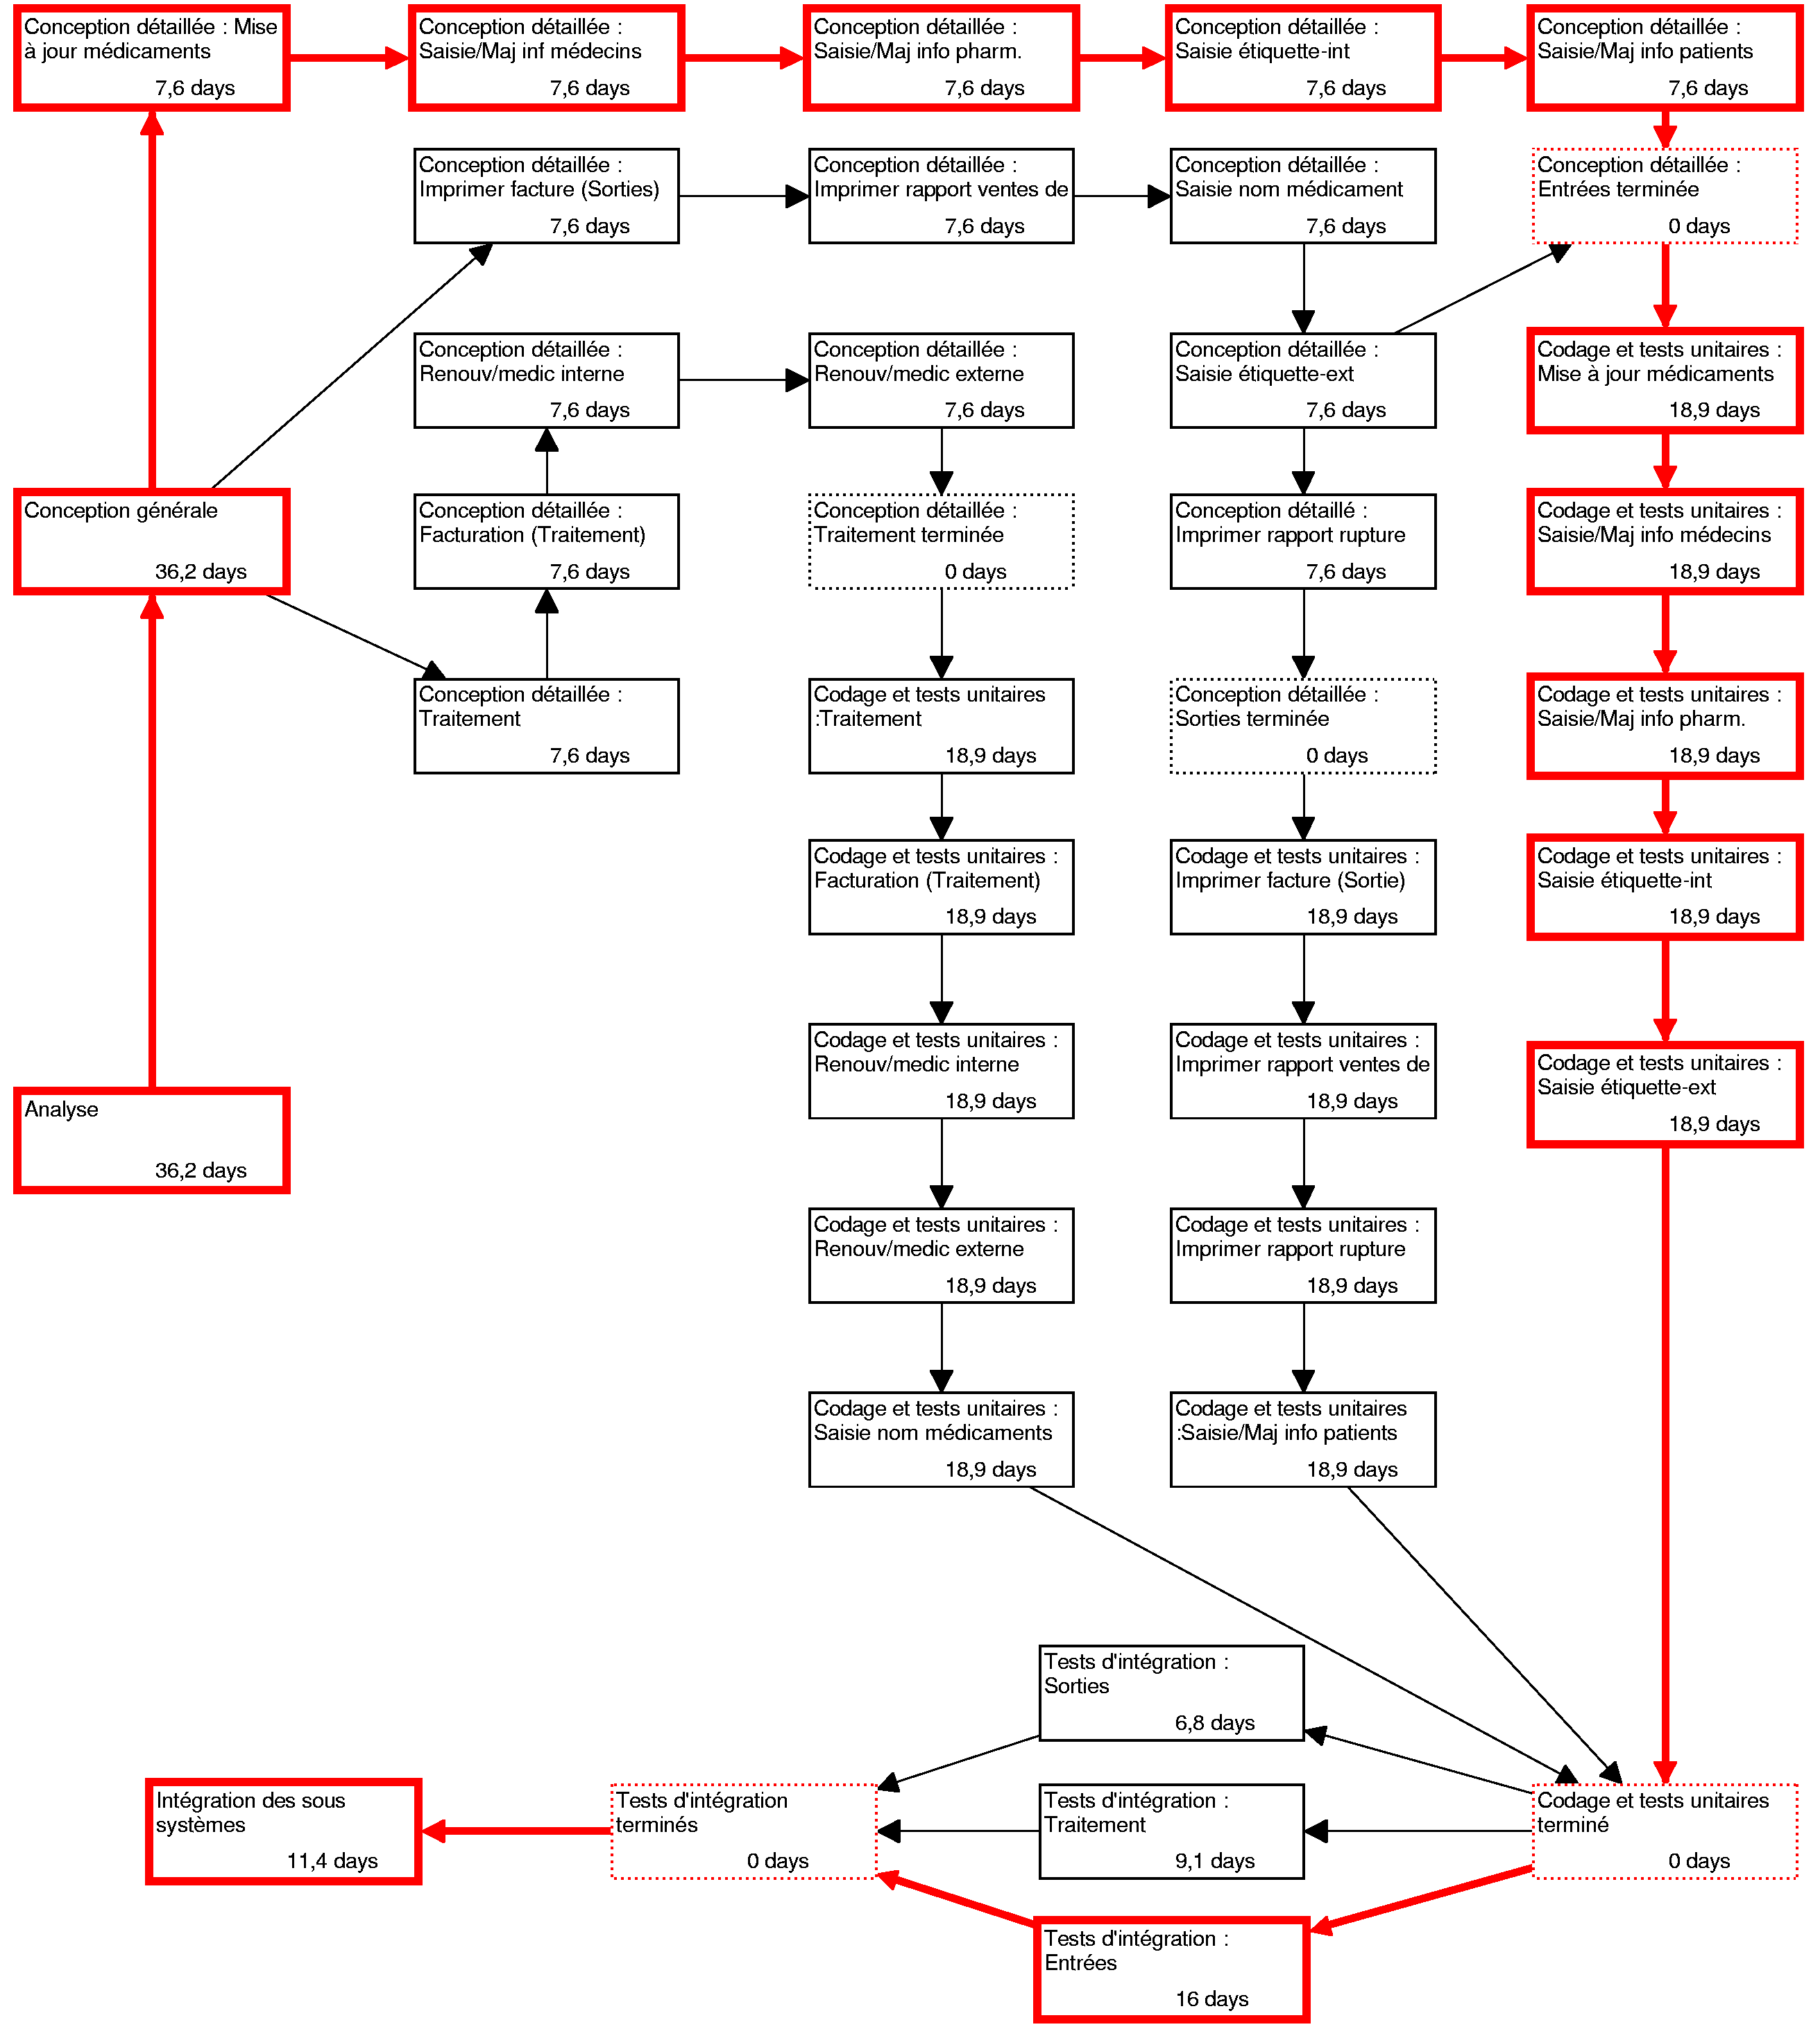 Conception détaillée : Mise
à jour médicaments
7,6 days
Conception détaillée :
Saisie/Maj inf médecins
7,6 days
Conception détaillée :
Saisie/Maj info pharm.
7,6 days
Conception détaillée :
Saisie étiquette-int
7,6 days
Conception détaillée :
Saisie/Maj info patients
7,6 days
Conception détaillée :
Imprimer facture (Sorties)
7,6 days
Conception détaillée :
Imprimer rapport ventes de
7,6 days
Conception détaillée :
Saisie nom médicament
7,6 days
Conception détaillée :
Entrées terminée
0 days
Conception détaillée :
Renouv/medic interne
7,6 days
Conception détaillée :
Renouv/medic externe
7,6 days
Conception détaillée :
Saisie étiquette-ext
7,6 days
Codage et tests unitaires :
Mise à jour médicaments
18,9 days
Conception générale
36,2 days
Conception détaillée :
Facturation (Traitement)
7,6 days
Conception détaillée :
Traitement terminée
0 days
Conception détaillé :
Imprimer rapport rupture
7,6 days
Codage et tests unitaires :
Saisie/Maj info médecins
18,9 days
Conception détaillée :
Traitement
7,6 days
Codage et tests unitaires
:Traitement
18,9 days
Conception détaillée :
Sorties terminée
0 days
Codage et tests unitaires :
Saisie/Maj info pharm.
18,9 days
Codage et tests unitaires :
Facturation (Traitement)
18,9 days
Codage et tests unitaires :
Imprimer facture (Sortie)
18,9 days
Codage et tests unitaires :
Saisie étiquette-int
18,9 days
Codage et tests unitaires :
Renouv/medic interne
18,9 days
Codage et tests unitaires :
Imprimer rapport ventes de
18,9 days
Codage et tests unitaires :
Saisie étiquette-ext
18,9 days
Analyse
36,2 days
Codage et tests unitaires :
Renouv/medic externe
18,9 days
Codage et tests unitaires :
Imprimer rapport rupture
18,9 days
Codage et tests unitaires :
Saisie nom médicaments
18,9 days
Codage et tests unitaires
:Saisie/Maj info patients
18,9 days
Tests d'intégration :
Sorties
6,8 days
Intégration des sous
systèmes
11,4 days
Tests d'intégration
terminés
0 days
Tests d'intégration :
Traitement
9,1 days
Codage et tests unitaires
terminé
0 days
Tests d'intégration :
Entrées
16 days